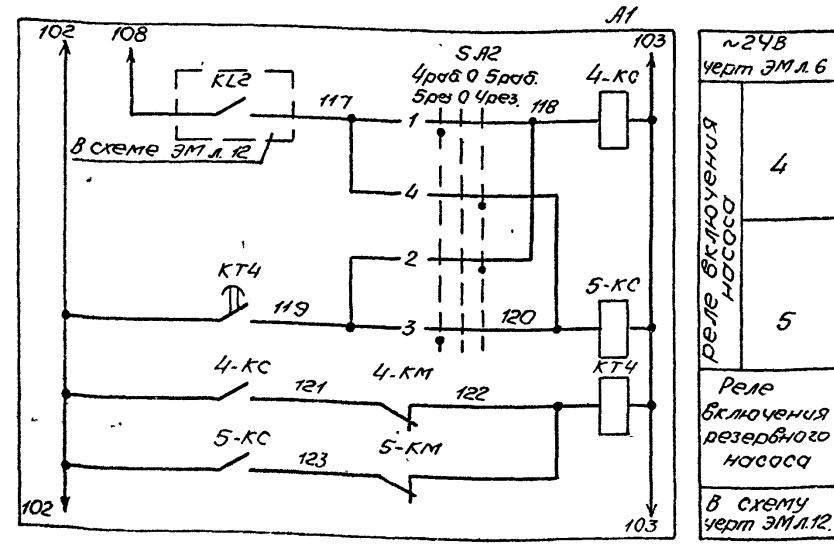 A1
102
108
103
SA2
4раб. 0 5раб.
5рез 0 4рез.
KL2
117
1
118
4-КС
В схеме ЭМ л. 12
4
2
КТ4
119
3
120
5-КС
КТ4
4-КС
121
4-КМ
122
5-КС
123
5-КМ
102
103
~24В
черт ЭМ л. 6
реле включения
насоса
4
5
Реле
включения
резервного
насоса
В схему
черт ЭМ л.12.